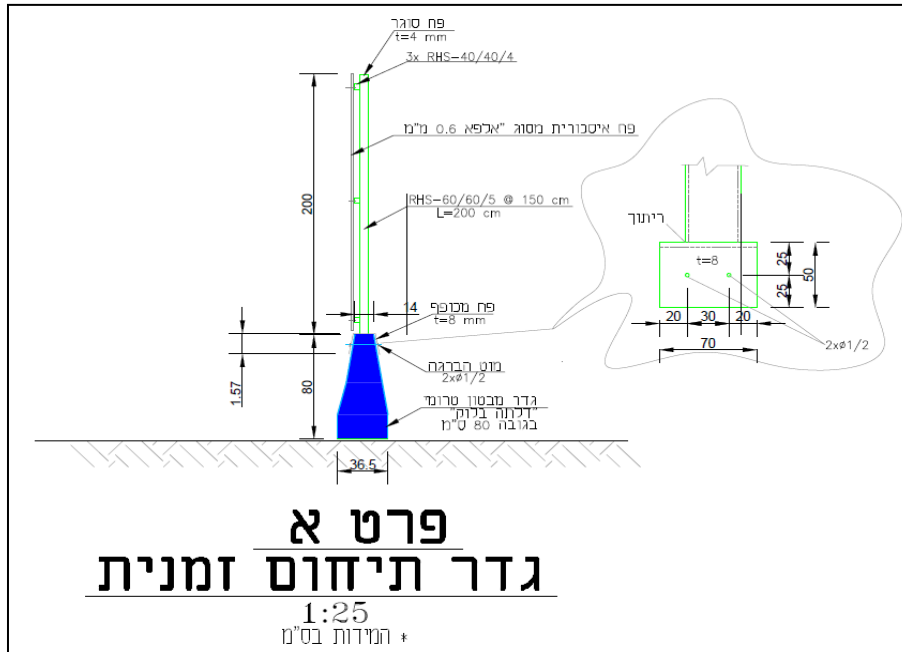 פח סוגר
t=4 mm
3x RHS-40/40/4
פח איסכורית מסוג "אלפא 0.6 מ"מ
RHS-60/60/5 @ 150 cm
L=200 cm
200
14
פח מכופף
t=8 mm
מוט הברגה
2xø1/2
1.57
80
גדר מבטון טרומי
"דלתה בלוק"
בגובה 80 ס"מ
36.5
ריתוך
t=8
25
25
50
20
30
20
70
2xø1/2
פרט א
גדר תיחום זמנית
1:25
* המידות בס"מ